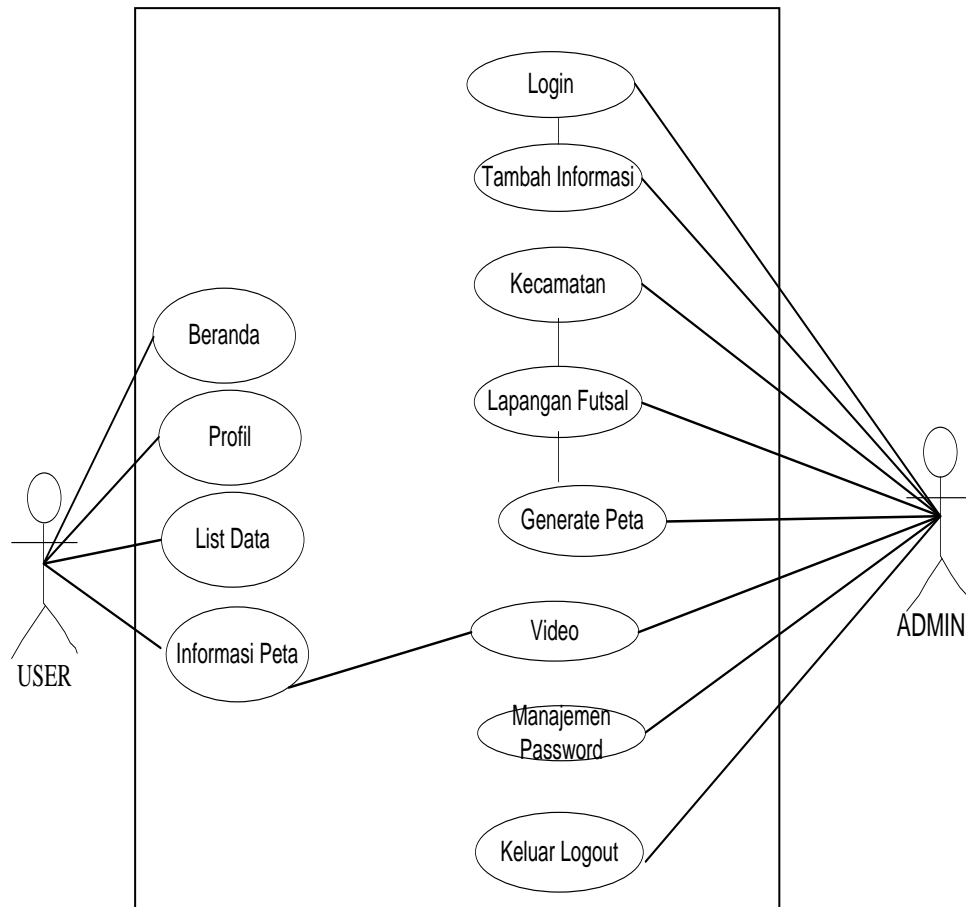 Login
Tambah Informasi
Kecamatan
Beranda
Lapangan Futsal
Profil
Generate Peta
List Data
Video
Informasi Peta
USER
ADMIN
Manajemen
Password
Keluar Logout